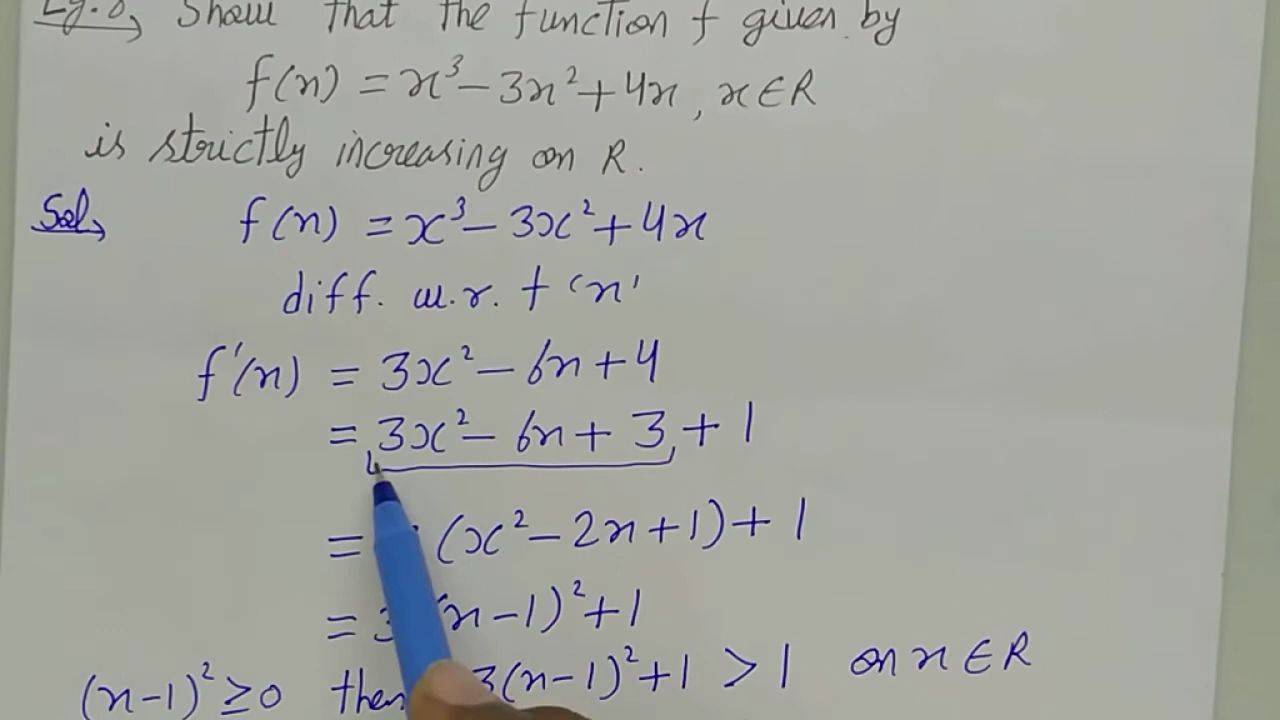 Show that the function f given by
f(x) = x³ - 3x² + 4x, x ∈ R
is strictly increasing on R.
Sol, f(x) = x³ - 3x² + 4x
diff. w.r.t 'x'
f'(x) = 3x² - 6x + 4
= 3x² - 6x + 3 + 1
= (x² - 2x + 1) + 1
= 3(x-1)² + 1
(x-1)² ≥ 0 then 3(x-1)² + 1 > 1 on x ∈ R